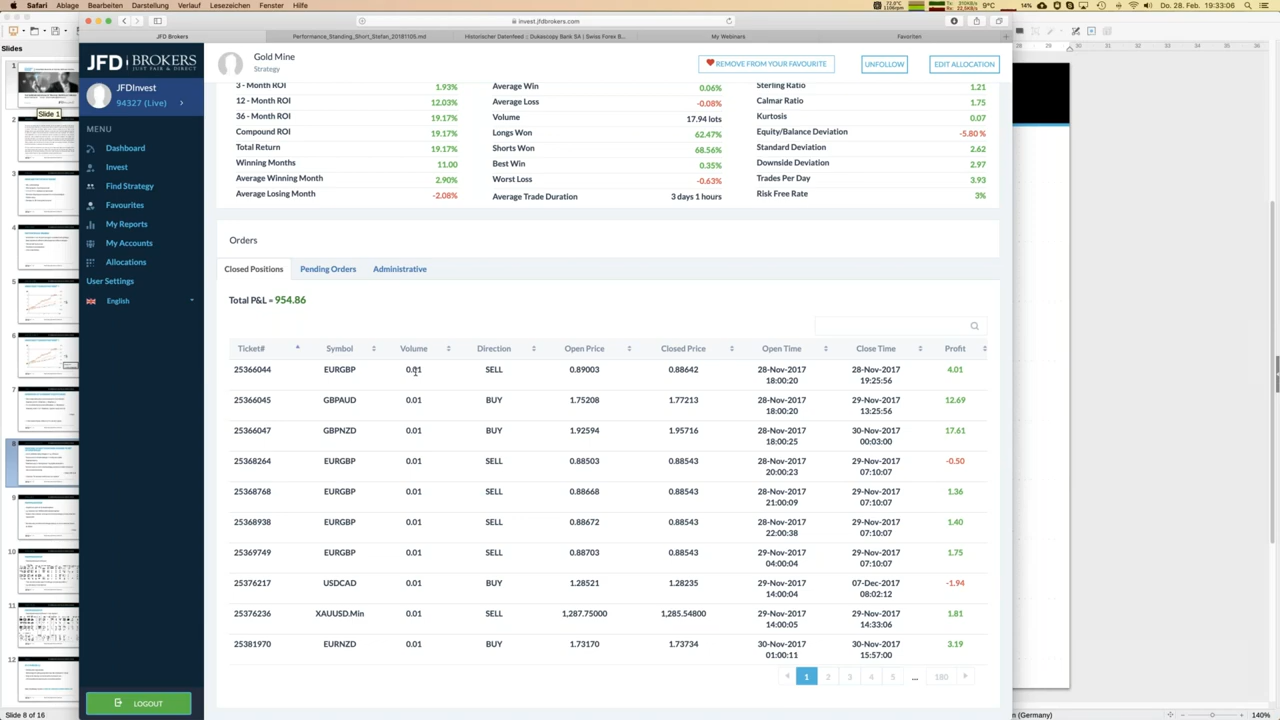 Safari Ablage Bearbeiten Darstellung Verlauf Lesezeichen Fenster Hilfe
9°C
14%
Do. 28. Feb. 19:33:06
invest.jfdbrokers.com
JFD Brokers
Performance_Standing_Short_Stefan_20181105.md
Historischer Datenfeed :: Dukascopy Bank SA | Swiss Forex B...
My Webinars
Favoriten
Slides
Slide 1
JFD BROKERS
JUST FAIR & DIRECT
JFDInvest
94327 (Live)
MENU
Dashboard
Invest
Find Strategy
Favourites
My Reports
My Accounts
Allocations
User Settings
English
LOGOUT
Gold Mine
Strategy
REMOVE FROM YOUR FAVOURITE
UNFOLLOW
EDIT ALLOCATION
3 - Month ROI 1.93%
12 - Month ROI 12.03%
36 - Month ROI 19.17%
Compound ROI 19.17%
Total Return 19.17%
Winning Months 11.00
Average Winning Month 2.90%
Average Losing Month -2.08%
Average Win 0.06%
Average Loss -0.08%
Volume 17.94 lots
Longs Won 62.47%
Shorts Won 68.56%
Best Win 0.35%
Worst Loss -0.63%
Average Trade Duration 3 days 1 hours
Sterling Ratio 1.21
Calmar Ratio 1.75
Kurtosis 0.07
Equity/Balance Deviation -5.80 %
Standard Deviation 2.62
Downside Deviation 2.97
Trades Per Day 3.93
Risk Free Rate 3%
Orders
Closed Positions Pending Orders Administrative
Total P&L = 954.86
Ticket# Symbol Volume Direction Open Price Closed Price Open Time Close Time Profit
25366044 EURGBP 0.01 SELL 0.89003 0.88642 28-Nov-2017 28-Nov-2017 4.01
18:00:20 19:25:56
25366045 GBPAUD 0.01 BUY 1.75208 1.77213 28-Nov-2017 29-Nov-2017 12.69
18:00:20 13:25:56
25366047 GBPNZD 0.01 BUY 1.92594 1.95716 28-Nov-2017 30-Nov-2017 17.61
18:00:25 00:03:00
25368264 EURGBP 0.01 SELL 0.88503 0.88543 28-Nov-2017 29-Nov-2017 -0.50
20:00:23 07:10:07
25368768 EURGBP 0.01 SELL 0.88668 0.88543 28-Nov-2017 29-Nov-2017 1.36
21:00:09 07:10:07
25368938 EURGBP 0.01 SELL 0.88672 0.88543 28-Nov-2017 29-Nov-2017 1.40
22:00:38 07:10:07
25369749 EURGBP 0.01 SELL 0.88703 0.88543 29-Nov-2017 29-Nov-2017 1.75
04:00:04 07:10:07
25376217 USDCAD 0.01 BUY 1.28521 1.28235 29-Nov-2017 07-Dec-2017 -1.94
14:00:04 08:02:12
25376236 XAUUSD.Min 0.01 SELL 1,287.75000 1,285.54800 29-Nov-2017 29-Nov-2017 1.81
14:00:05 14:33:06
25381970 EURNZD 0.01 BUY 1.73170 1.73734 30-Nov-2017 30-Nov-2017 3.19
01:00:11 15:57:00
1 2 3 4 5 ... 180
Slide 8 of 16
(Germany)
140%